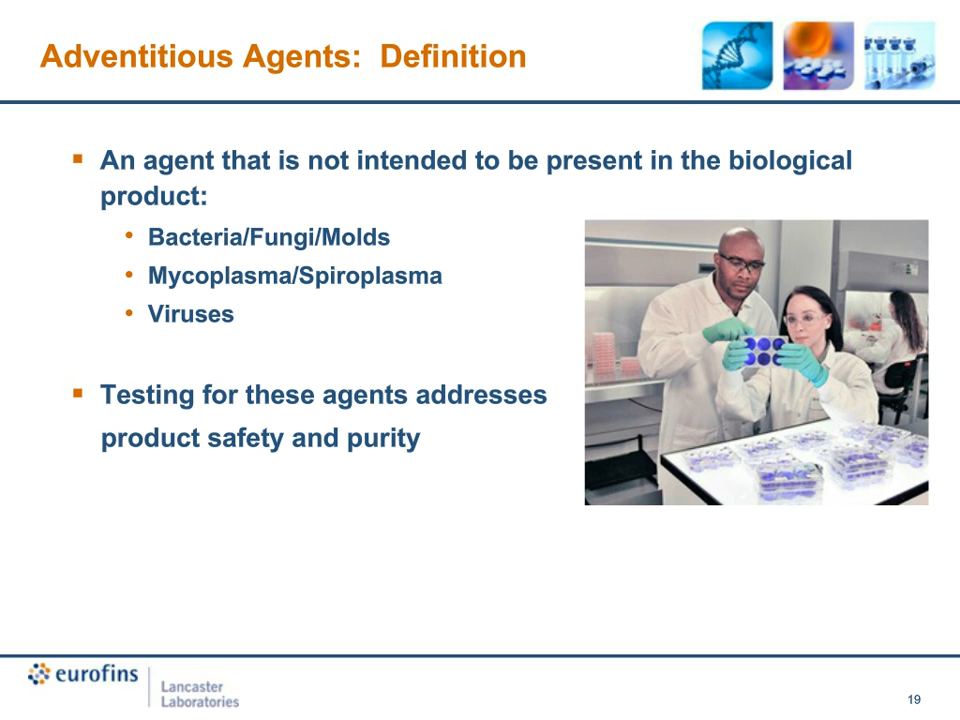 Adventitious Agents: Definition
▪ An agent that is not intended to be present in the biological
product:
• Bacteria/Fungi/Molds
• Mycoplasma/Spiroplasma
• Viruses
▪ Testing for these agents addresses
product safety and purity
eurofins
Lancaster
Laboratories
19